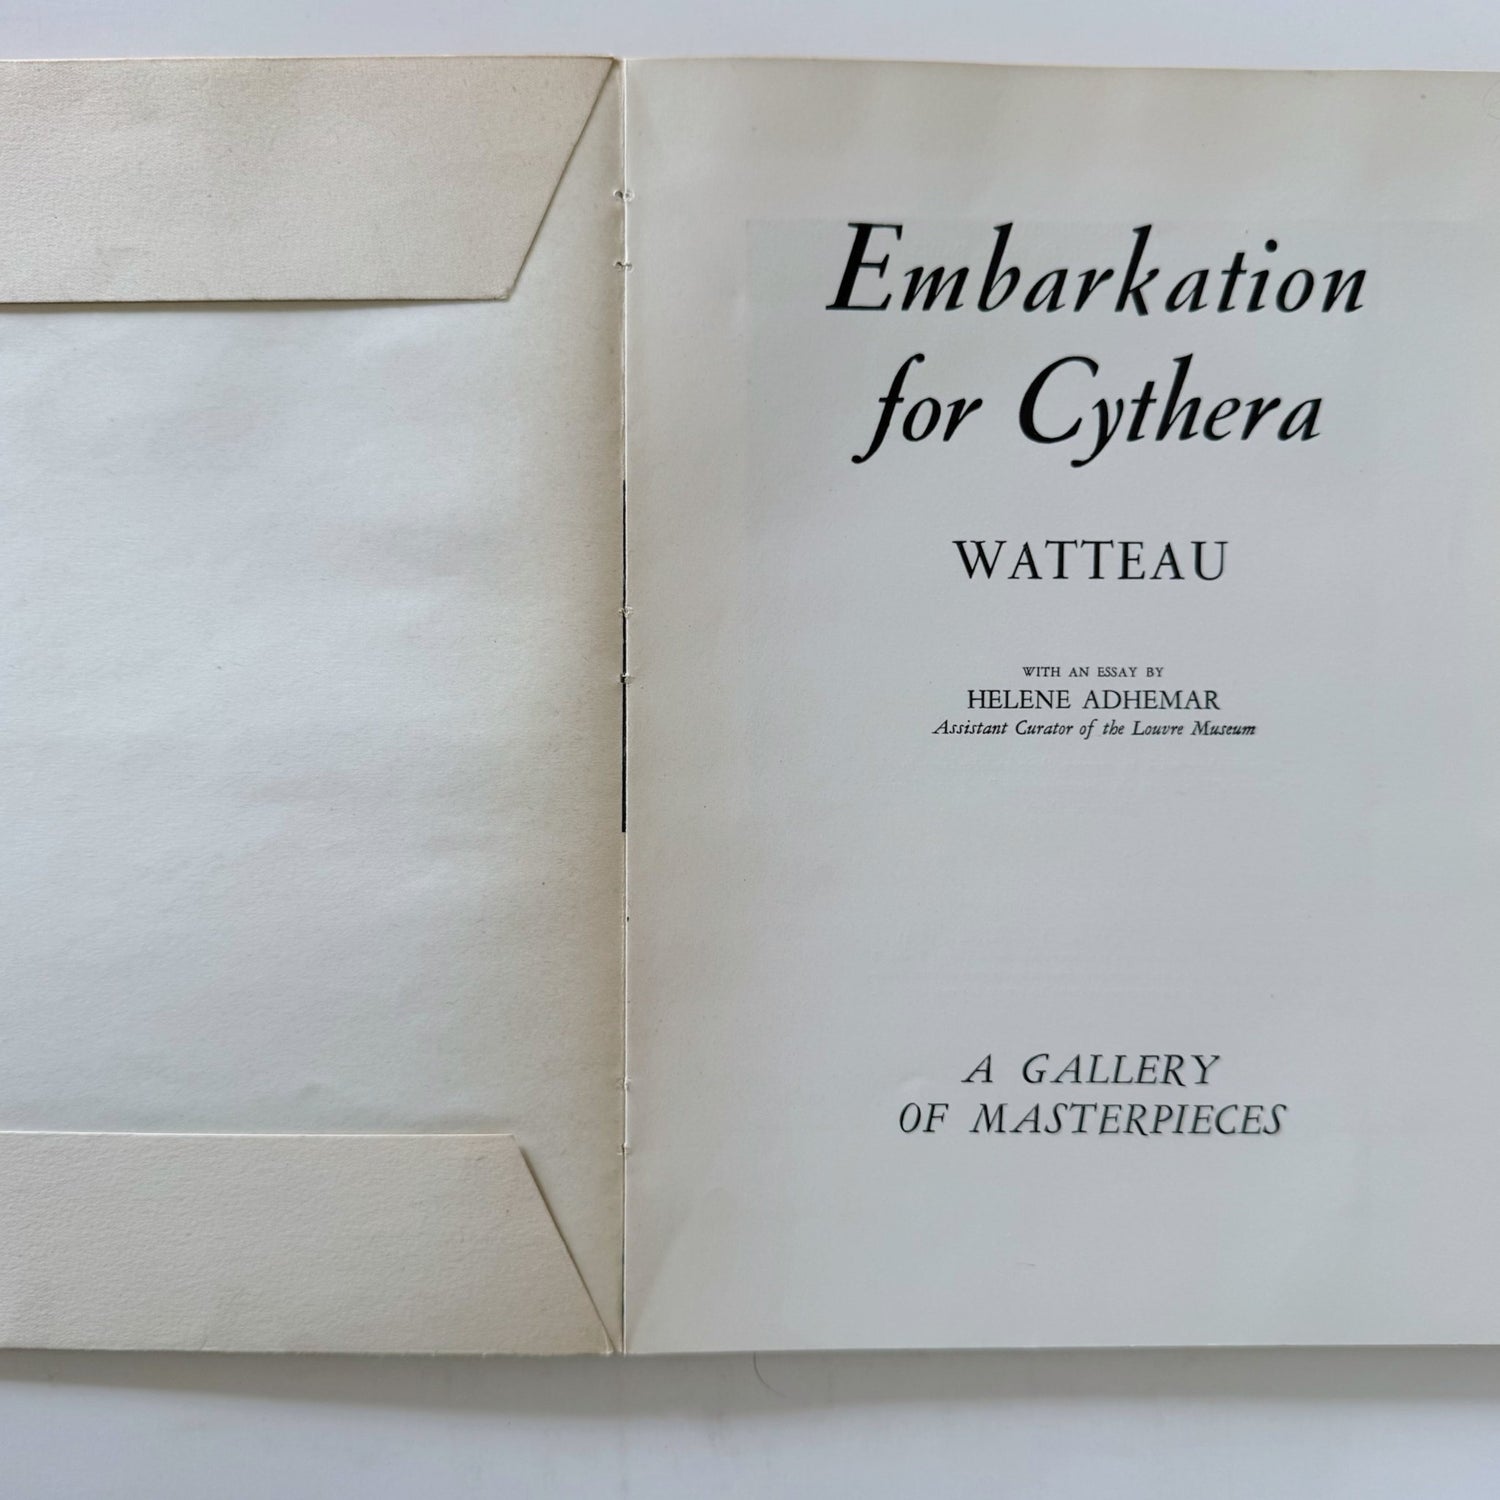 Embarkation
for Cythera
WATTEAU
WITH AN ESSAY BY
HELENE ADHEMAR
Assistant Curator of the Louvre Museum
A GALLERY
OF MASTERPIECES